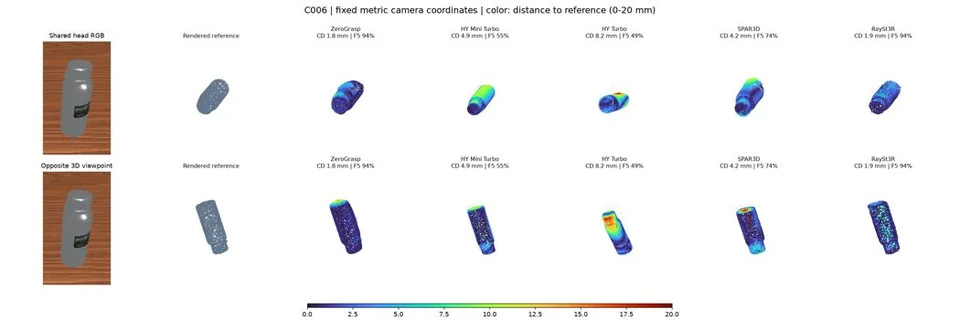 C006 | fixed metric camera coordinates | color: distance to reference (0-20 mm)
Shared head RGB
Rendered reference
ZeroGrasp
CD 1.8 mm | F5 94%
HY Mini Turbo
CD 4.9 mm | F5 55%
HY Turbo
CD 8.2 mm | F5 49%
SPAR3D
CD 4.2 mm | F5 74%
RaySt3R
CD 1.9 mm | F5 94%
Opposite 3D viewpoint
Rendered reference
ZeroGrasp
CD 1.8 mm | F5 94%
HY Mini Turbo
CD 4.9 mm | F5 55%
HY Turbo
CD 8.2 mm | F5 49%
SPAR3D
CD 4.2 mm | F5 74%
RaySt3R
CD 1.9 mm | F5 94%
0.0 2.5 5.0 7.5 10.0 12.5 15.0 17.5 20.0